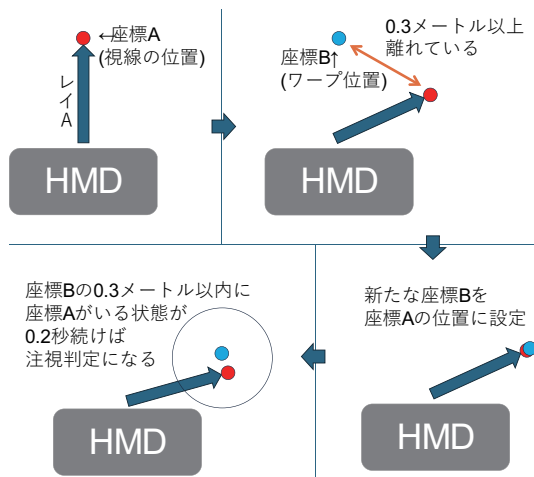 ←座標A
(視線の位置)
レイA
HMD
0.3メートル以上
離れている
座標B↑
(ワープ位置)
HMD
新たな座標Bを
座標Aの位置に設定
HMD
座標Bの0.3メートル以内に
座標Aがいる状態が
0.2秒続けば
注視判定になる
HMD